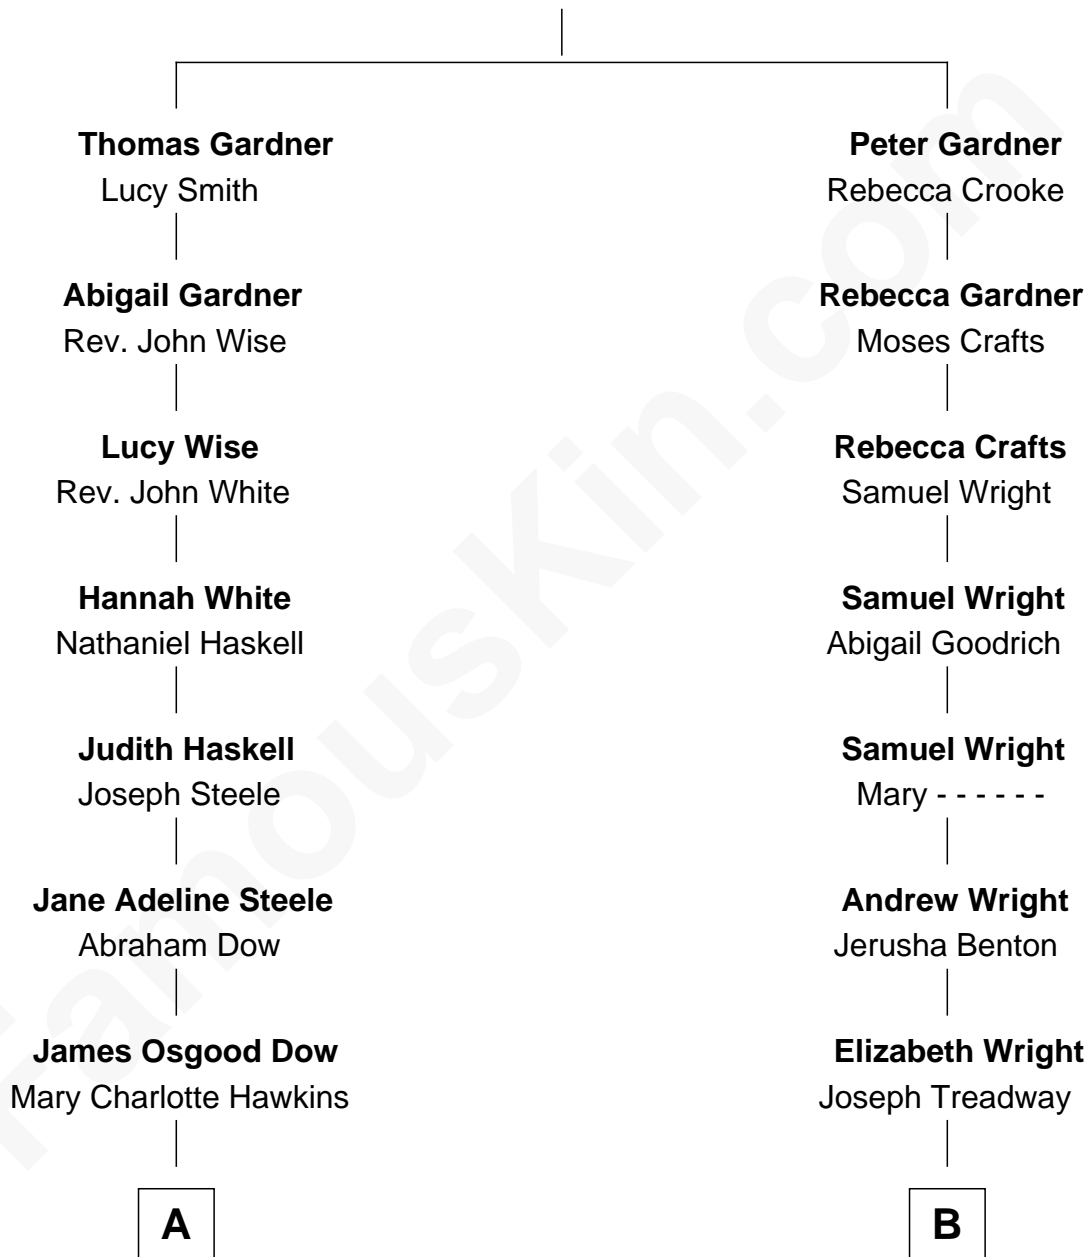 Thomas Gardner
Lucy Smith
Abigail Gardner
Rev. John Wise
Lucy Wise
Rev. John White
Hannah White
Nathaniel Haskell
Judith Haskell
Joseph Steele
Jane Adeline Steele
Abraham Dow
James Osgood Dow
Mary Charlotte Hawkins
A
Peter Gardner
Rebecca Crooke
Rebecca Gardner
Moses Crafts
Rebecca Crafts
Samuel Wright
Samuel Wright
Abigail Goodrich
Samuel Wright
Mary - - - - - -
Andrew Wright
Jerusha Benton
Elizabeth Wright
Joseph Treadway
B
FamousKin.com